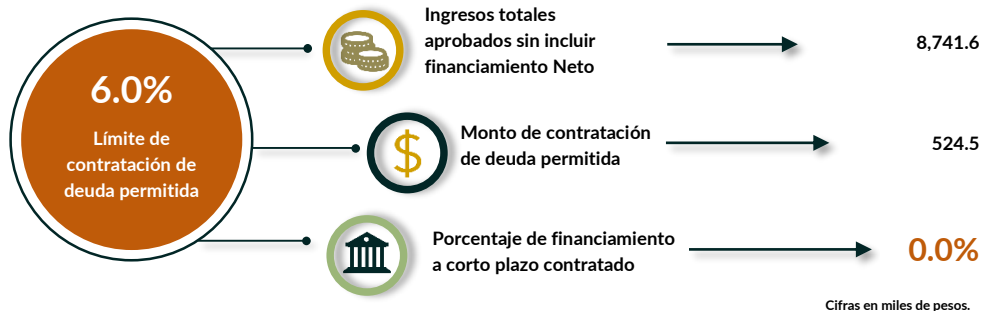 6.0%
Límite de
contratación de
deuda permitida
Ingresos totales
aprobados sin incluir
financiamiento Neto
8,741.6
$
Monto de contratación
de deuda permitida
524.5
Porcentaje de financiamiento
a corto plazo contratado
0.0%
Cifras en miles de pesos.